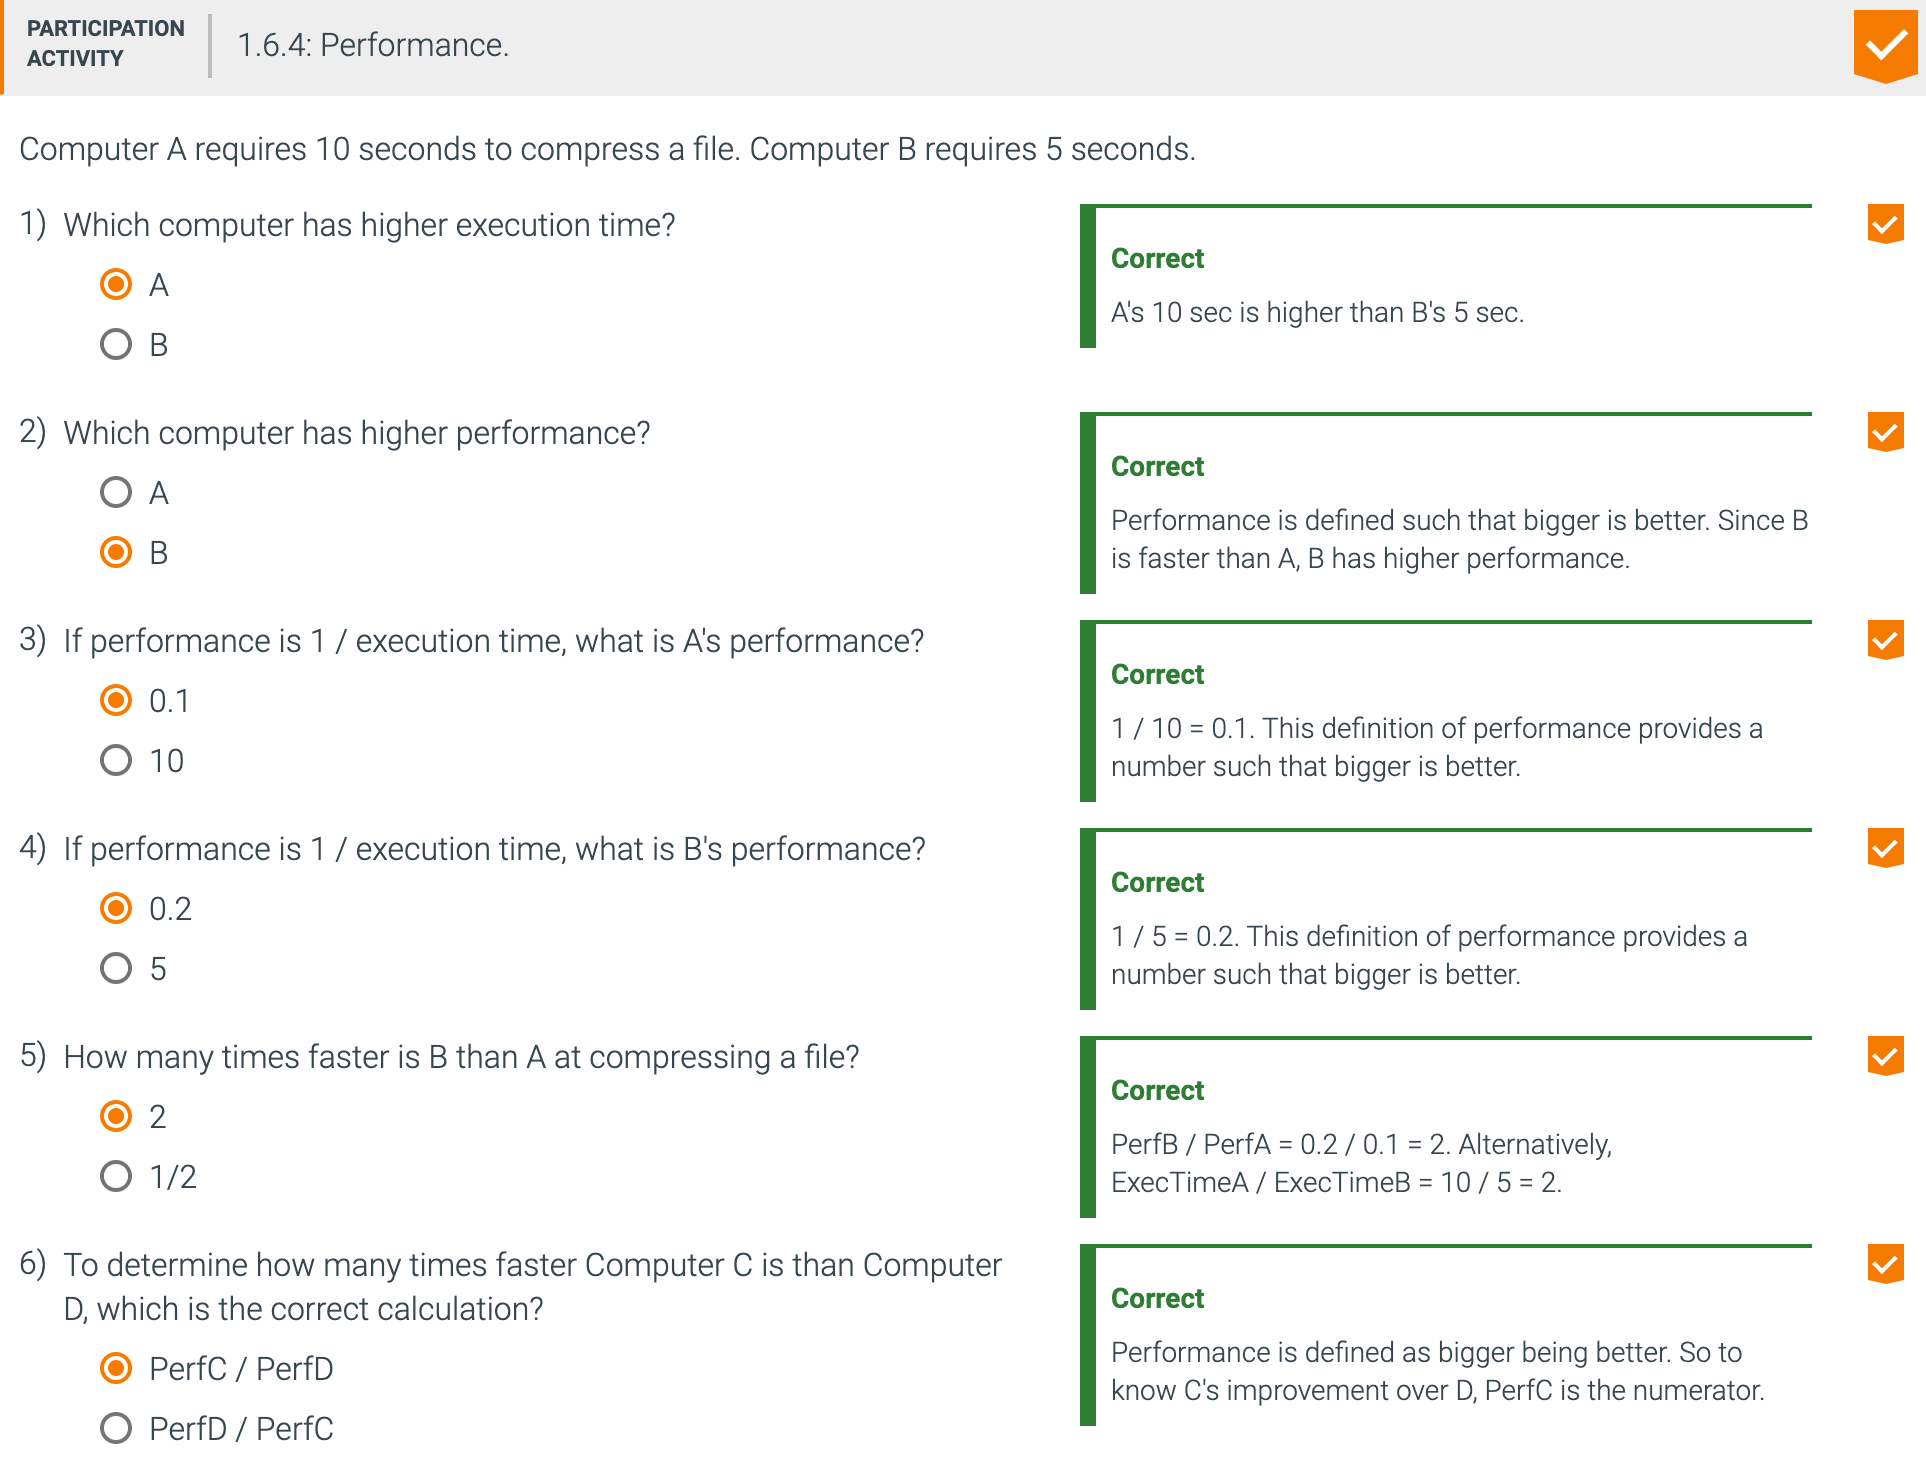 PARTICIPATION
ACTIVITY
1.6.4: Performance.
Computer A requires 10 seconds to compress a file. Computer B requires 5 seconds.
1) Which computer has higher execution time?
A
B
Correct
A's 10 sec is higher than B's 5 sec.
2) Which computer has higher performance?
A
B
Correct
Performance is defined such that bigger is better. Since B
is faster than A, B has higher performance.
3) If performance is 1 / execution time, what is A's performance?
0.1
10
Correct
1 / 10 = 0.1. This definition of performance provides a
number such that bigger is better.
4) If performance is 1 / execution time, what is B's performance?
0.2
5
Correct
1 / 5 = 0.2. This definition of performance provides a
number such that bigger is better.
5) How many times faster is B than A at compressing a file?
2
1/2
Correct
PerfB / PerfA = 0.2 / 0.1 = 2. Alternatively,
ExecTimeA / ExecTimeB = 10 / 5 = 2.
6) To determine how many times faster Computer C is than Computer
D, which is the correct calculation?
PerfC / PerfD
PerfD / PerfC
Correct
Performance is defined as bigger being better. So to
know C's improvement over D, PerfC is the numerator.